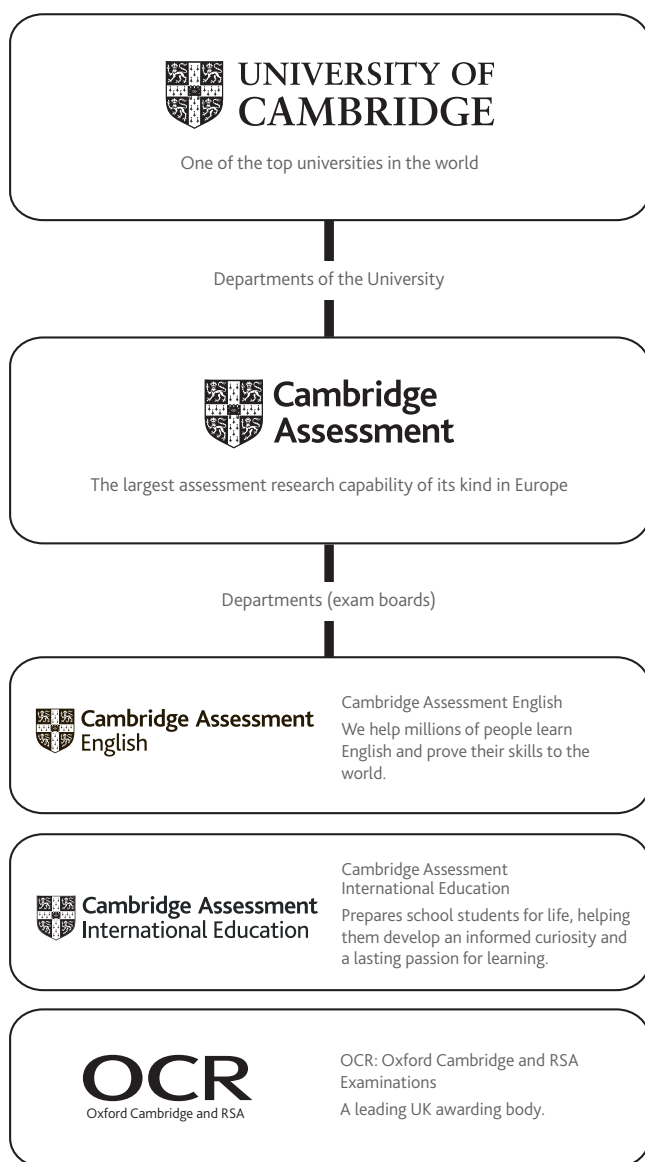 UNIVERSITY OF
CAMBRIDGE
One of the top universities in the world
Departments of the University
Cambridge
Assessment
The largest assessment research capability of its kind in Europe
Departments (exam boards)
Cambridge Assessment
English
Cambridge Assessment English
We help millions of people learn
English and prove their skills to the
world.
Cambridge Assessment
International Education
Cambridge Assessment
International Education
Prepares school students for life, helping
them develop an informed curiosity and
a lasting passion for learning.
OCR
Oxford Cambridge and RSA
OCR: Oxford Cambridge and RSA
Examinations
A leading UK awarding body.